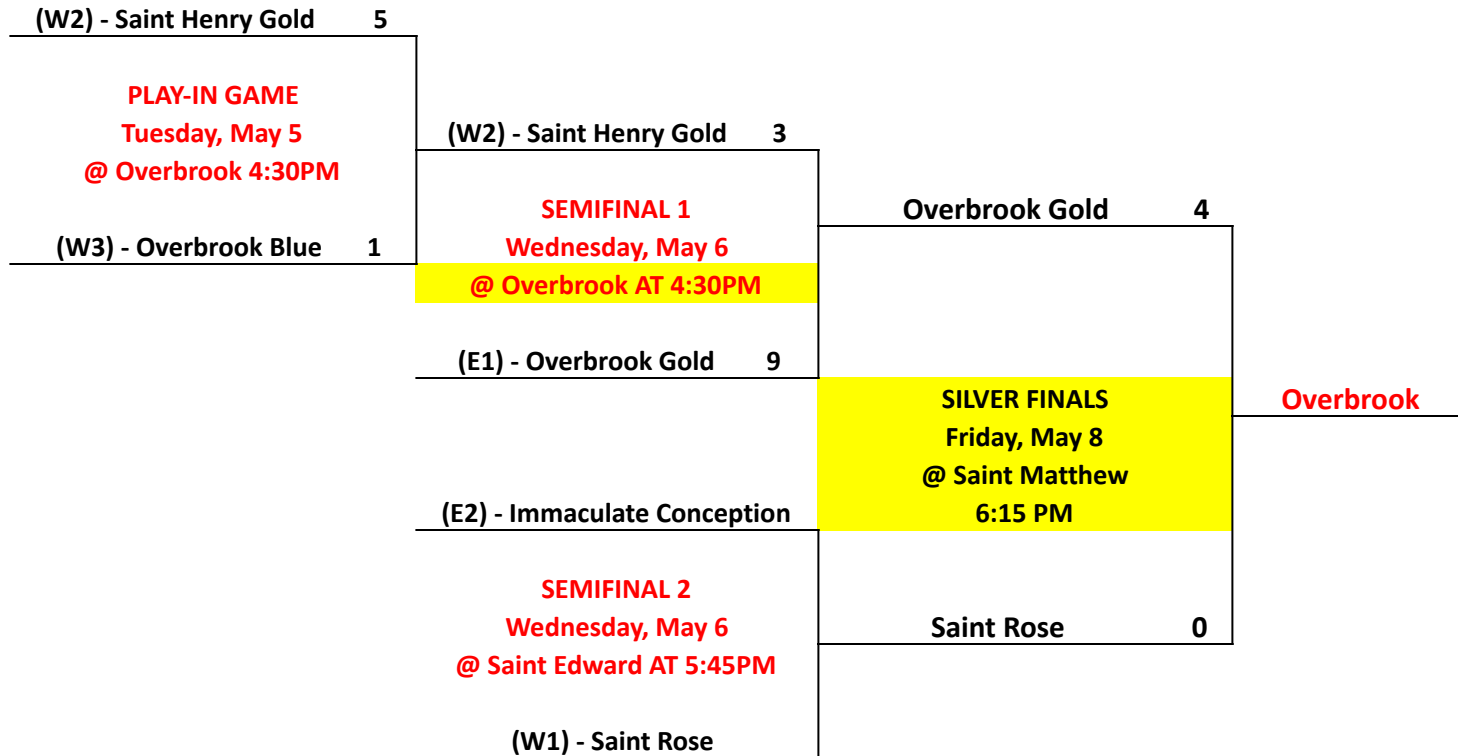 (W2) - Saint Henry Gold 5
PLAY-IN GAME
Tuesday, May 5
@ Overbrook 4:30PM
(W3) - Overbrook Blue 1
(W2) - Saint Henry Gold 3
SEMIFINAL 1
Wednesday, May 6
@ Overbrook AT 4:30PM
(E1) - Overbrook Gold 9
(E2) - Immaculate Conception
SEMIFINAL 2
Wednesday, May 6
@ Saint Edward AT 5:45PM
(W1) - Saint Rose
Overbrook Gold 4
SILVER FINALS
Friday, May 8
@ Saint Matthew
6:15 PM
Saint Rose 0
Overbrook